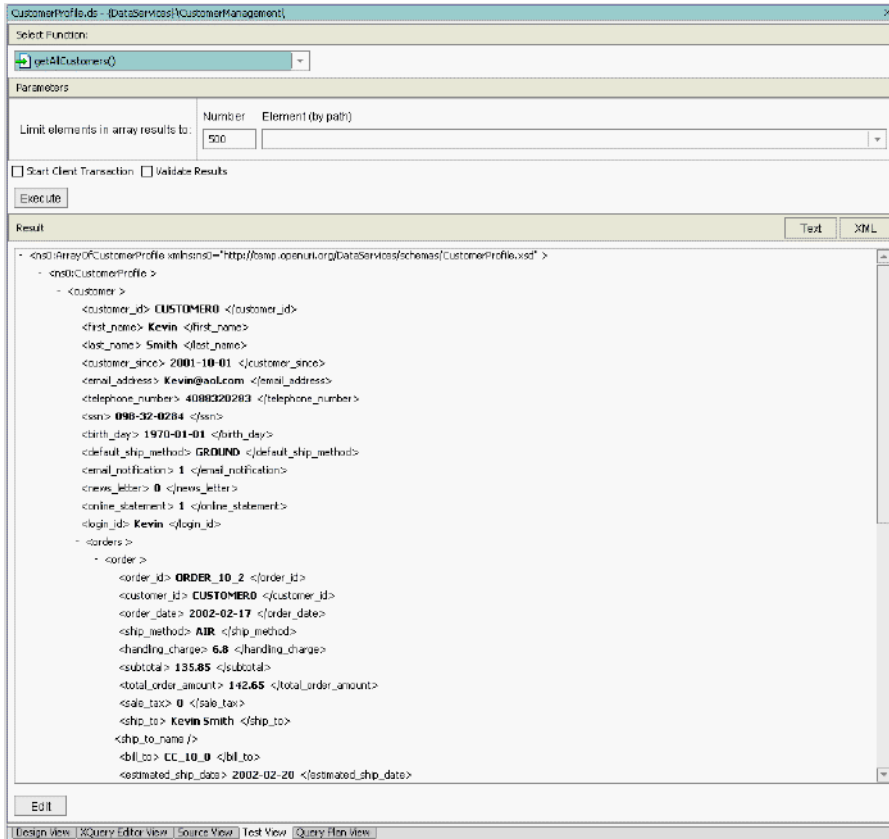 CustomerProfile.ds - {DataServices}\CustomerManagement\
Select Function:
getAllCustomers()
Parameters
Number Element (by path)
Limit elements in array results to:
500
Start Client Transaction Validate Results
Execute
Result Text XML
- <ns0:ArrayOfCustomerProfile xmlns:ns0="http://temp.openuri.org/DataServices/schemas/CustomerProfile.xsd" >
- <ns0:CustomerProfile >
- <customer >
<customer_id> CUSTOMER0 </customer_id>
<first_name> Kevin </first_name>
<last_name> Smith </last_name>
<customer_since> 2001-10-01 </customer_since>
<email_address> Kevin@aol.com </email_address>
<telephone_number> 4088320283 </telephone_number>
<ssn> 098-32-0284 </ssn>
<birth_day> 1970-01-01 </birth_day>
<default_ship_method> GROUND </default_ship_method>
<email_notification> 1 </email_notification>
<news_letter> 0 </news_letter>
<online_statement> 1 </online_statement>
<login_id> Kevin </login_id>
- <orders >
- <order >
<order_id> ORDER_10_2 </order_id>
<customer_id> CUSTOMER0 </customer_id>
<order_date> 2002-02-17 </order_date>
<ship_method> AIR </ship_method>
<handling_charge> 6.8 </handling_charge>
<subtotal> 135.85 </subtotal>
<total_order_amount> 142.65 </total_order_amount>
<sale_tax> 0 </sale_tax>
<ship_to> Kevin Smith </ship_to>
<ship_to_name />
<bill_to> CC_10_0 </bill_to>
<estimated_ship_date> 2002-02-20 </estimated_ship_date>
Edit
Design View XQuery Editor View Source View Test View Query Plan View